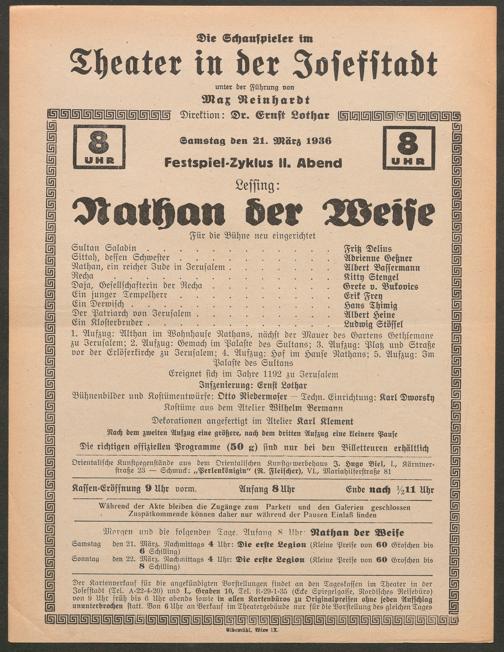 Die Schauspieler im
Theater in der Josefstadt
unter der Führung von
Max Reinhardt
Direktion: Dr. Ernst Lothar
8 UHR
Samstag den 21. März 1936
8 UHR
Festspiel-Zyklus II. Abend
Lessing:
Nathan der Weise
Für die Bühne neu eingerichtet
Sultan Saladin . . . . . . . . . . Fritz Delius
Sittah, dessen Schwester . . . . . . . . . . Adrienne Geßner
Nathan, ein reicher Jude in Jerusalem . . . . . . . . . . Albert Bassermann
Recha . . . . . . . . . . Kitty Stengel
Daja, Gesellschafterin der Recha . . . . . . . . . . Grete v. Bukovics
Ein junger Tempelherr . . . . . . . . . . Erik Frey
Ein Derwisch . . . . . . . . . . Hans Thimig
Der Patriarch von Jerusalem . . . . . . . . . . Albert Heine
Ein Klosterbruder . . . . . . . . . . Ludwig Stössel
1. Aufzug: Althan im Wohnhause Nathans, nächst der Mauer des Gartens Gethsemane
zu Jerusalem; 2. Aufzug: Gemach im Palaste des Sultans; 3. Aufzug: Platz und Straße
vor der Erlöserkirche zu Jerusalem; 4. Aufzug: Hof im Hause Nathans; 5. Aufzug: Im
Palaste des Sultans
Ereignet sich im Jahre 1192 zu Jerusalem
Inszenierung: Ernst Lothar
Bühnenbilder und Kostümentwürfe: Otto Niedermoser — Techn. Einrichtung: Karl Dworsky
Kostüme aus dem Atelier Wilhelm Bermann
Dekorationen angefertigt im Atelier Karl Klement
Nach dem zweiten Aufzug eine größere, nach dem dritten Aufzug eine kleinere Pause
Die richtigen offiziellen Programme (50 g) sind nur bei den Billetteuren erhältlich
Orientalische Kunstgegenstände aus dem Orientalischen Kunstgewerbehaus J. Hugo Biel, I., Kärntner-
straße 23 — Schmuck: „Perlenkönigin" (R. Fleischer), VI., Mariahilferstraße 81
Kassen-Eröffnung 9 Uhr vorm. Anfang 8 Uhr Ende nach ½11 Uhr
Während der Akte bleiben die Zugänge zum Parkett und den Galerien geschlossen
Zuspätkommende können daher nur während der Pausen Einlaß finden
Morgen und die folgenden Tage. Anfang 8 Uhr: Nathan der Weise
Samstag den 21. März, Nachmittags 4 Uhr: Die erste Legion (Kleine Preise von 60 Groschen bis
6 Schilling)
Sonntag den 22. März, Nachmittags 4 Uhr: Die erste Legion (Kleine Preise von 60 Groschen bis
8 Schilling)
Der Kartenverkauf für die angekündigten Vorstellungen findet an den Tageskassen im Theater in der
Josefstadt (Tel. A-22-4-20) und I., Graben 10, Tel. R-29-1-35 (Ecke Spiegelgasse, Nordisches Reisebüro)
von 9 Uhr früh bis 6 Uhr abends sowie in allen Kartenbüros zu Originalpreisen ohne jeden Aufschlag
ununterbrochen statt. Von 6 Uhr an Verkauf im Theatergebäude nur für die Vorstellung des gleichen Tages
Elbemühl, Wien IX.